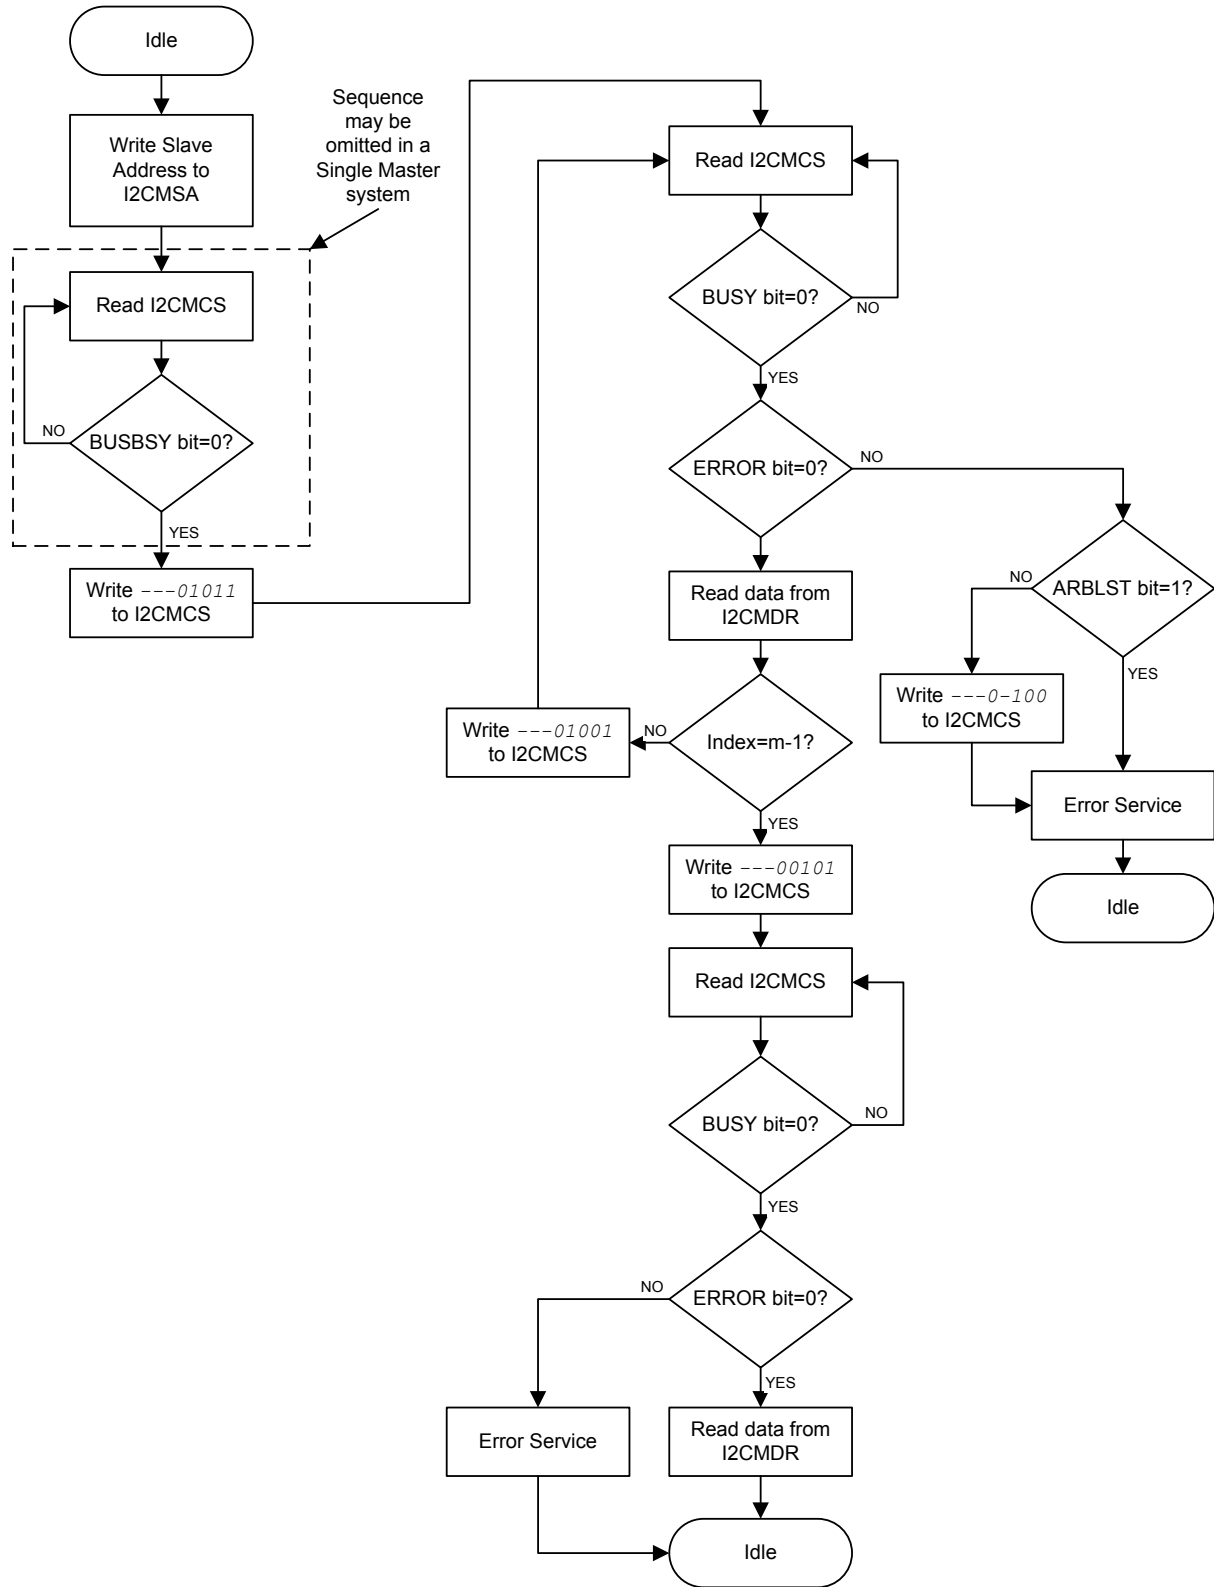 Idle
Write Slave
Address to
I2CMSA
Sequence
may be
omitted in a
Single Master
system
Read I2CMCS
BUSBSY bit=0?
NO
YES
Write ---01011
to I2CMCS
Read I2CMCS
BUSY bit=0?
NO
YES
ERROR bit=0?
NO
Read data from
I2CMDR
ARBLST bit=1?
NO
YES
Write ---0-100
to I2CMCS
Error Service
Idle
Index=m-1?
NO
Write ---01001
to I2CMCS
YES
Write ---00101
to I2CMCS
Read I2CMCS
BUSY bit=0?
NO
YES
ERROR bit=0?
NO
YES
Error Service
Read data from
I2CMDR
Idle